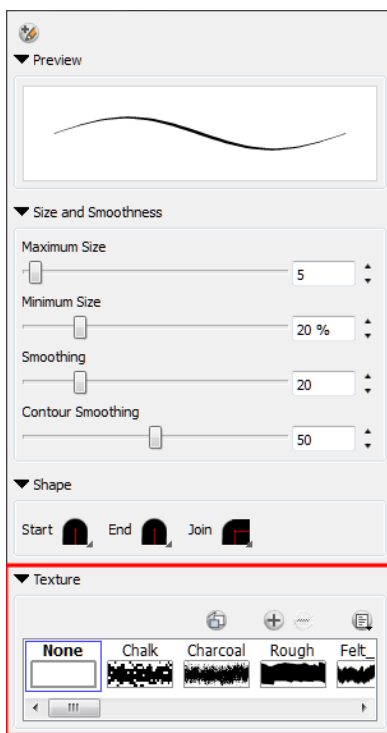 Preview
Size and Smoothness
Maximum Size
5
Minimum Size
20 %
Smoothing
20
Contour Smoothing
50
Shape
Start End Join
Texture
None Chalk Charcoal Rough Felt_